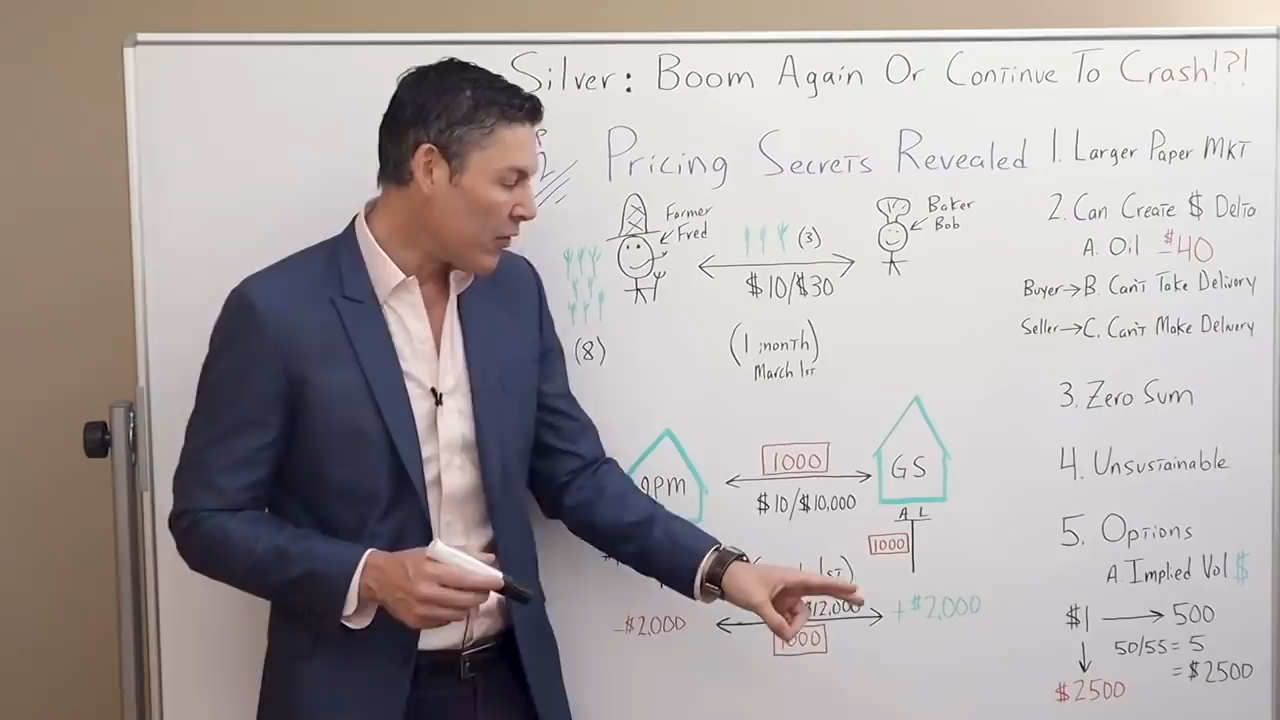 Silver: Boom Again Or Continue To Crash!?!
Pricing Secrets Revealed
Farmer
Fred
(3)
$10/$30
(1 month)
March 1st
(8)
Baker
Bob
JPM
1000
$10/$10,000
GS
A L
1000
$12,000
1000
-$2,000
+$2,000
1. Larger Paper MKT
2. Can Create $ Delta
A. Oil -$40
Buyer→B. Can't Take Delivery
Seller→C. Can't Make Delivery
3. Zero Sum
4. Unsustainable
5. Options
A. Implied Vol $
$1 → 500
50/55 = 5
= $2500
$2500